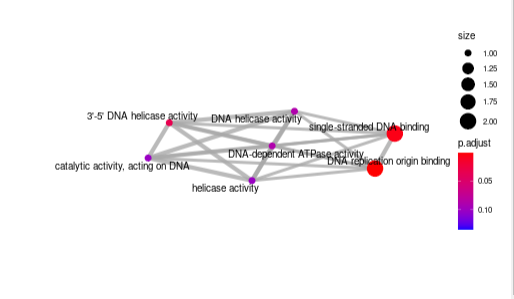 size
1.00
1.25
1.50
1.75
2.00
p.adjust
0.05
0.10
3'-5' DNA helicase activity
DNA helicase activity
single-stranded DNA binding
DNA-dependent ATPase activity
DNA replication origin binding
catalytic activity, acting on DNA
helicase activity